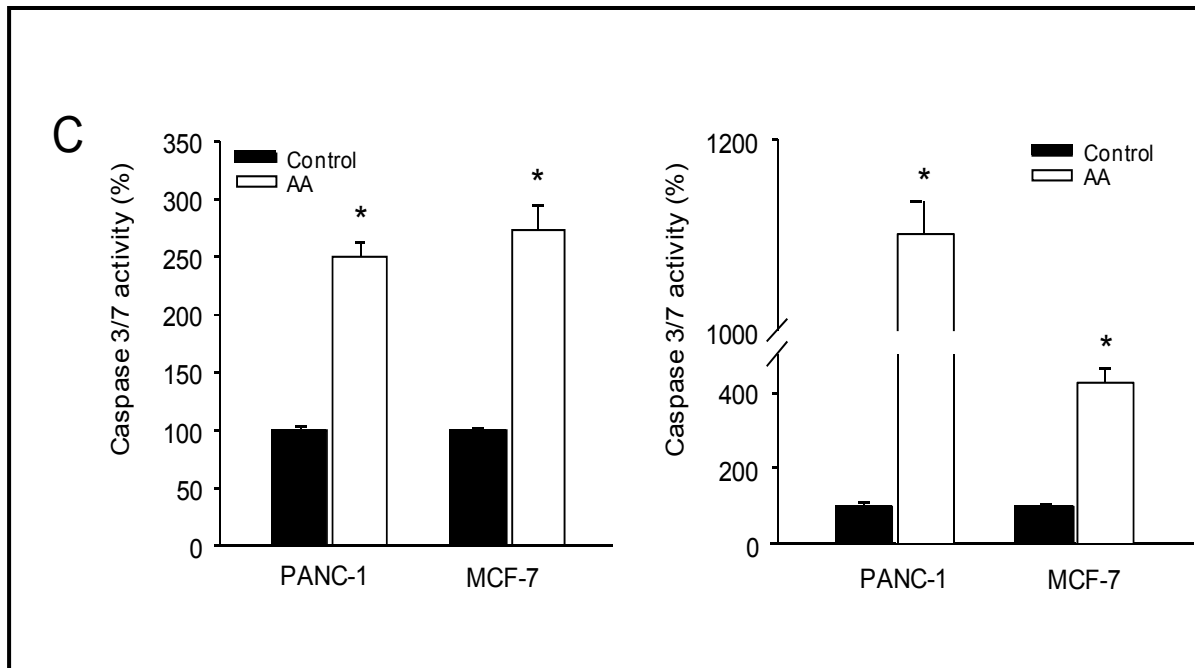 C
Caspase 3/7 activity (%)
350
300
250
200
150
100
50
0
Control
AA
*
*
PANC-1
MCF-7
Caspase 3/7 activity (%)
1200
1000
400
200
0
Control
AA
*
*
PANC-1
MCF-7